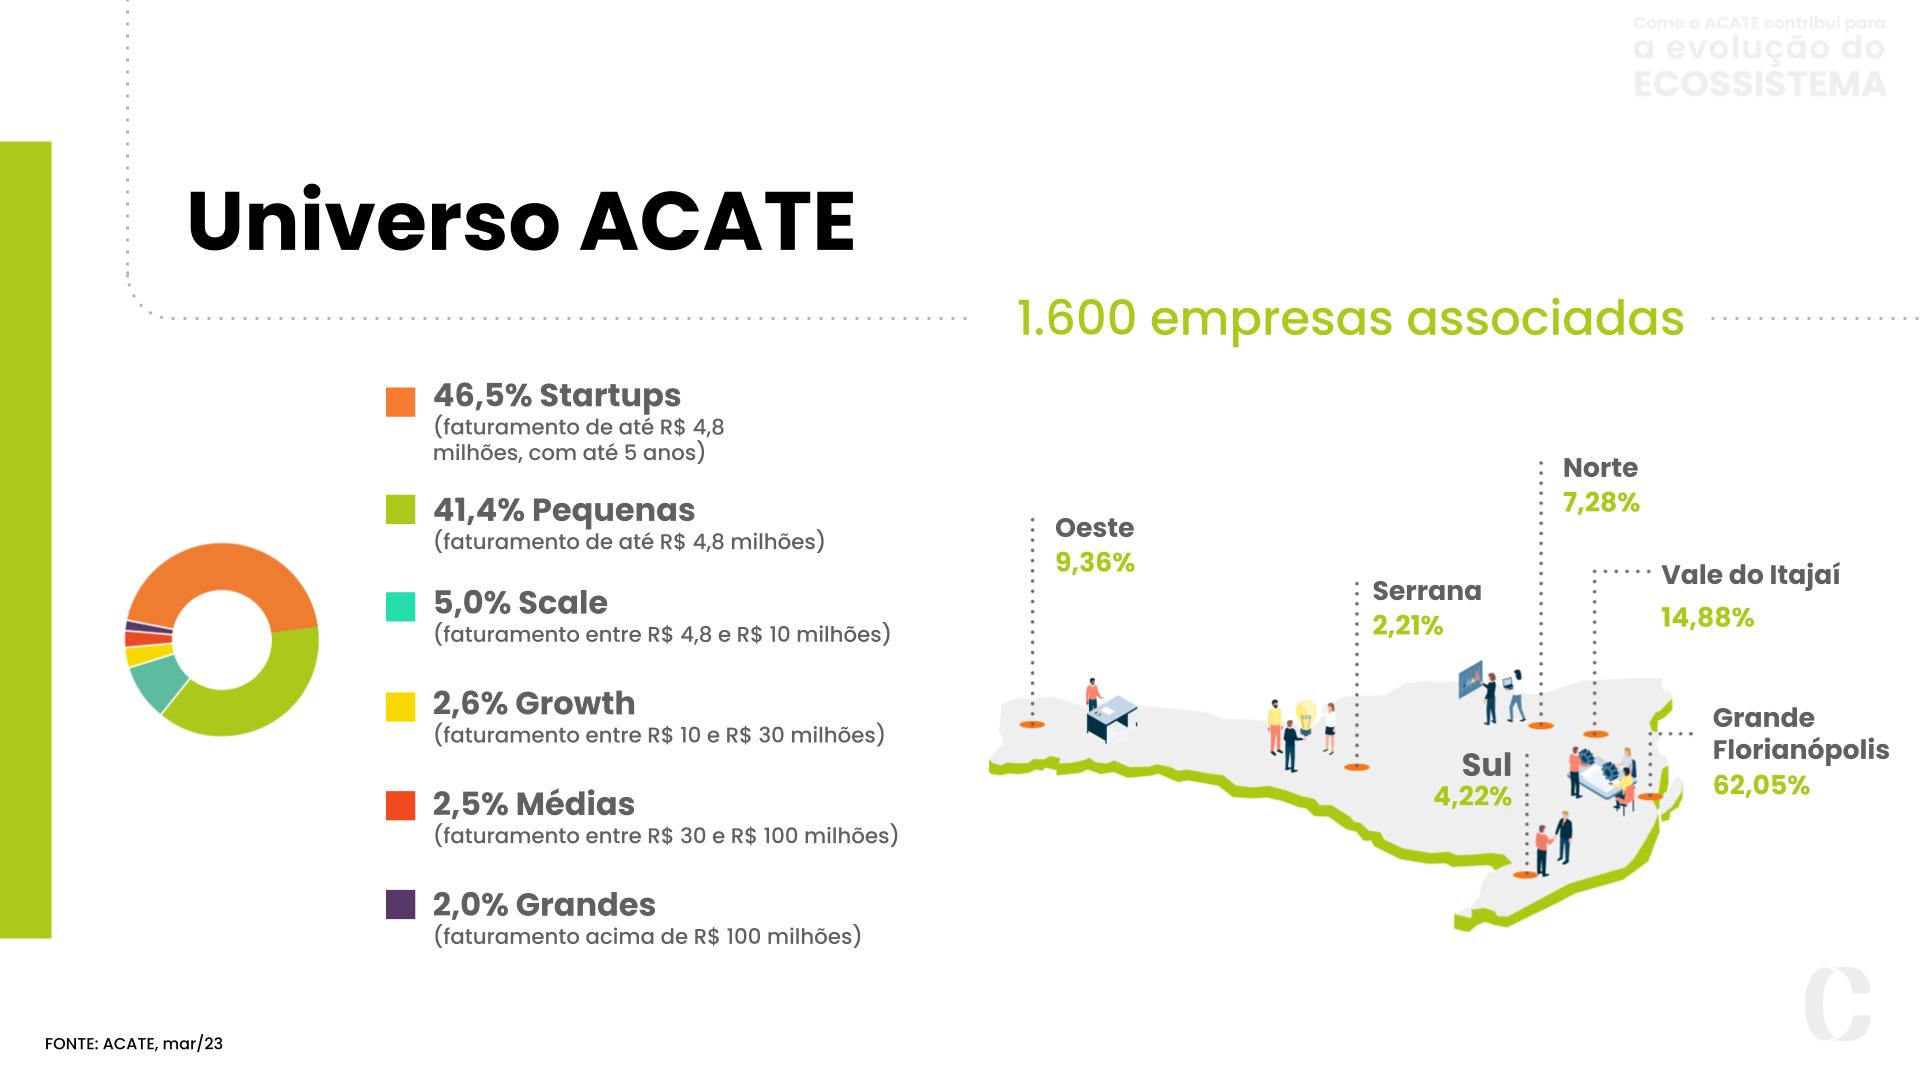 Como a ACATE contribui para
a evolução do
ECOSSISTEMA
Universo ACATE
1.600 empresas associadas
46,5% Startups
(faturamento de até R$ 4,8
milhões, com até 5 anos)
41,4% Pequenas
(faturamento de até R$ 4,8 milhões)
5,0% Scale
(faturamento entre R$ 4,8 e R$ 10 milhões)
2,6% Growth
(faturamento entre R$ 10 e R$ 30 milhões)
2,5% Médias
(faturamento entre R$ 30 e R$ 100 milhões)
2,0% Grandes
(faturamento acima de R$ 100 milhões)
Oeste
9,36%
Serrana
2,21%
Norte
7,28%
Vale do Itajaí
14,88%
Grande
Florianópolis
62,05%
Sul
4,22%
FONTE: ACATE, mar/23